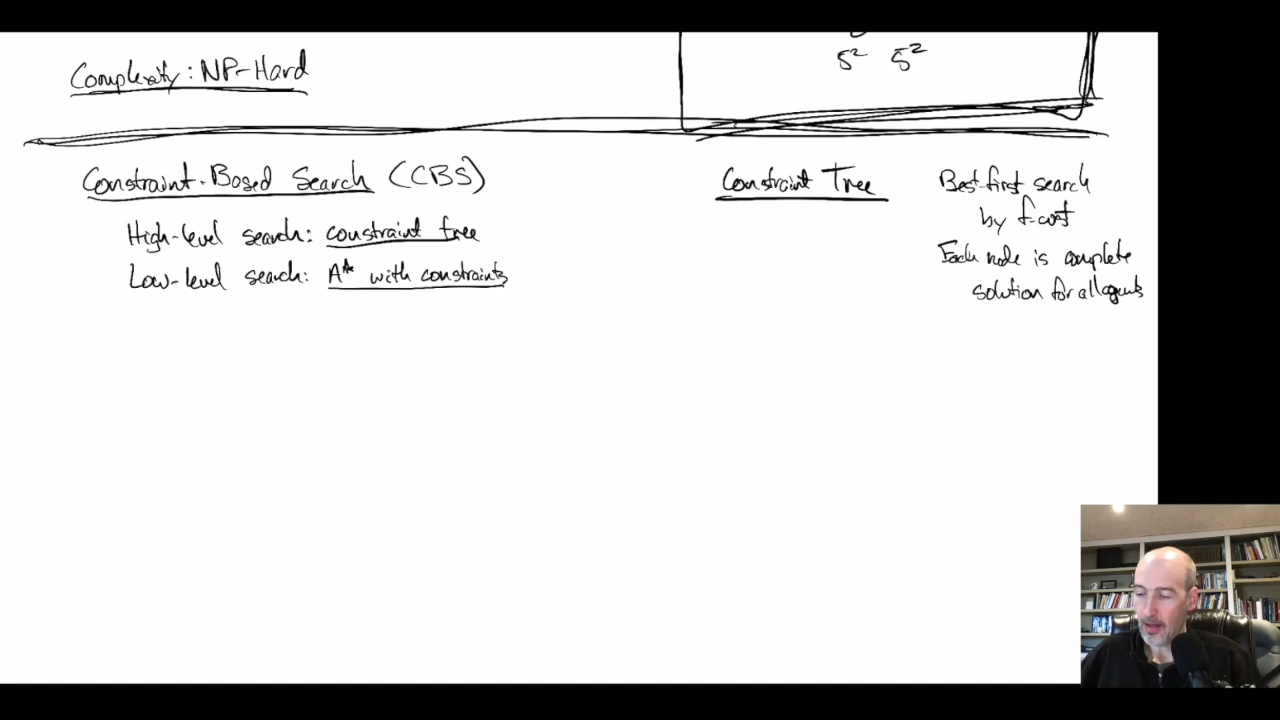 Complexity: NP-Hard
5² 5²
Constraint-Based Search (CBS)
High-level search: constraint tree
Low-level search: A* with constraints
Constraint Tree
Best-first search
by f-cost
Each node is complete
solution for all agents